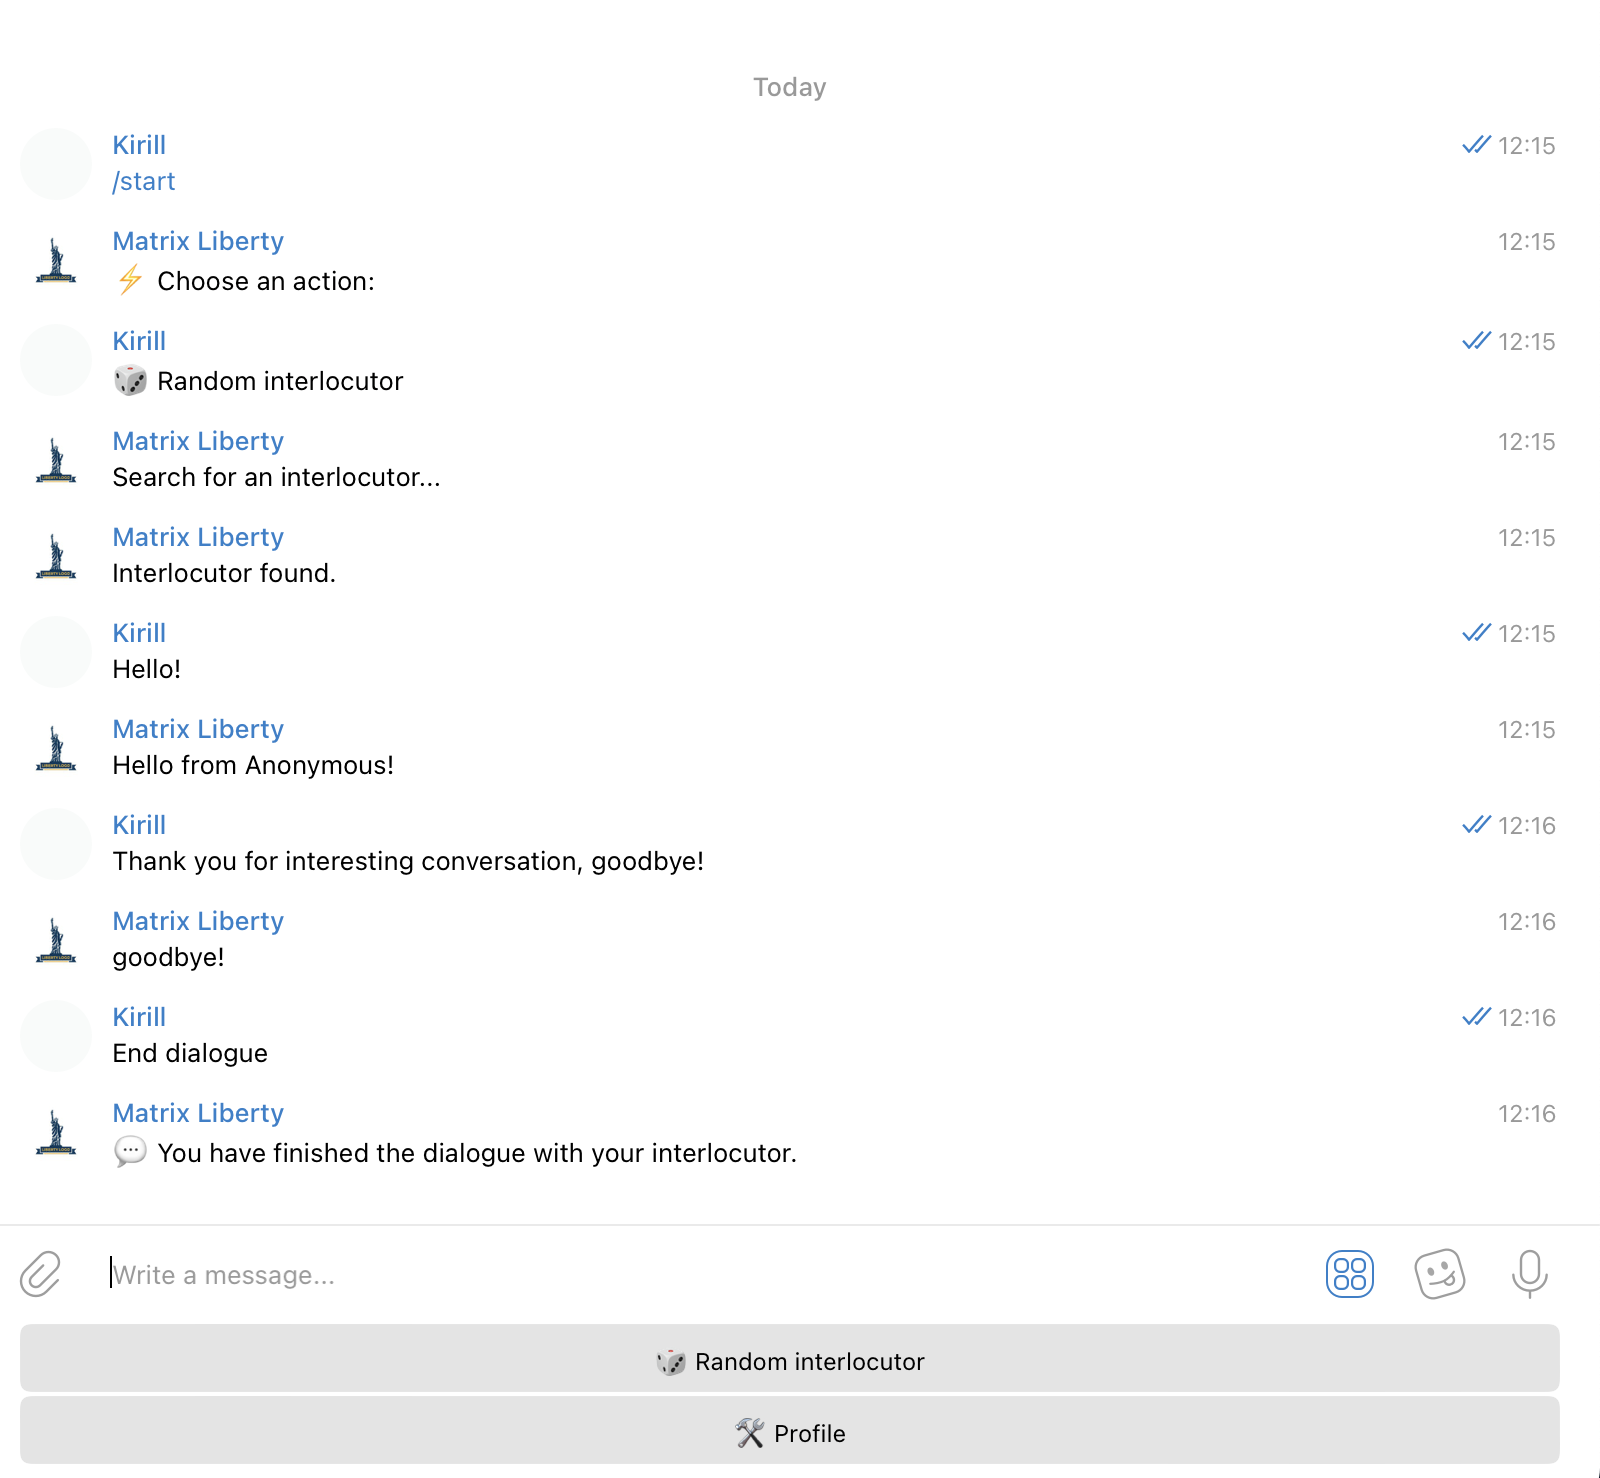 Today
Kirill
12:15
/start
Matrix Liberty
12:15
⚡ Choose an action:
Kirill
12:15
🎲 Random interlocutor
Matrix Liberty
12:15
Search for an interlocutor...
Matrix Liberty
12:15
Interlocutor found.
Kirill
12:15
Hello!
Matrix Liberty
12:15
Hello from Anonymous!
Kirill
12:16
Thank you for interesting conversation, goodbye!
Matrix Liberty
12:16
goodbye!
Kirill
12:16
End dialogue
Matrix Liberty
12:16
💬 You have finished the dialogue with your interlocutor.
Write a message...
🎲 Random interlocutor
🛠 Profile